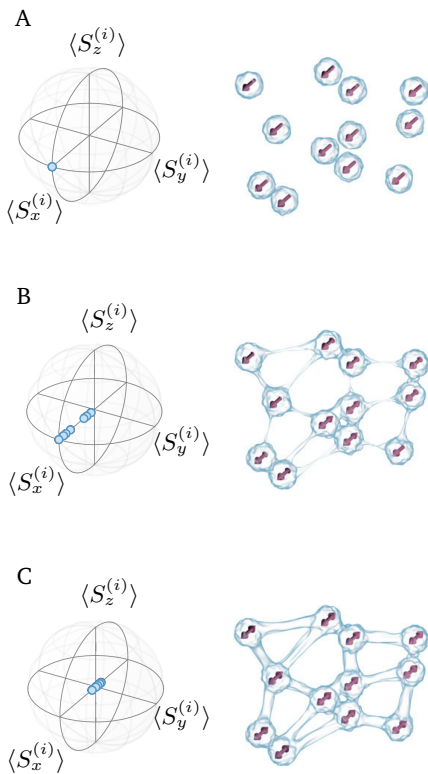 A
⟨S_z^{(i)}⟩
⟨S_y^{(i)}⟩
⟨S_x^{(i)}⟩
B
⟨S_z^{(i)}⟩
⟨S_y^{(i)}⟩
⟨S_x^{(i)}⟩
C
⟨S_z^{(i)}⟩
⟨S_y^{(i)}⟩
⟨S_x^{(i)}⟩